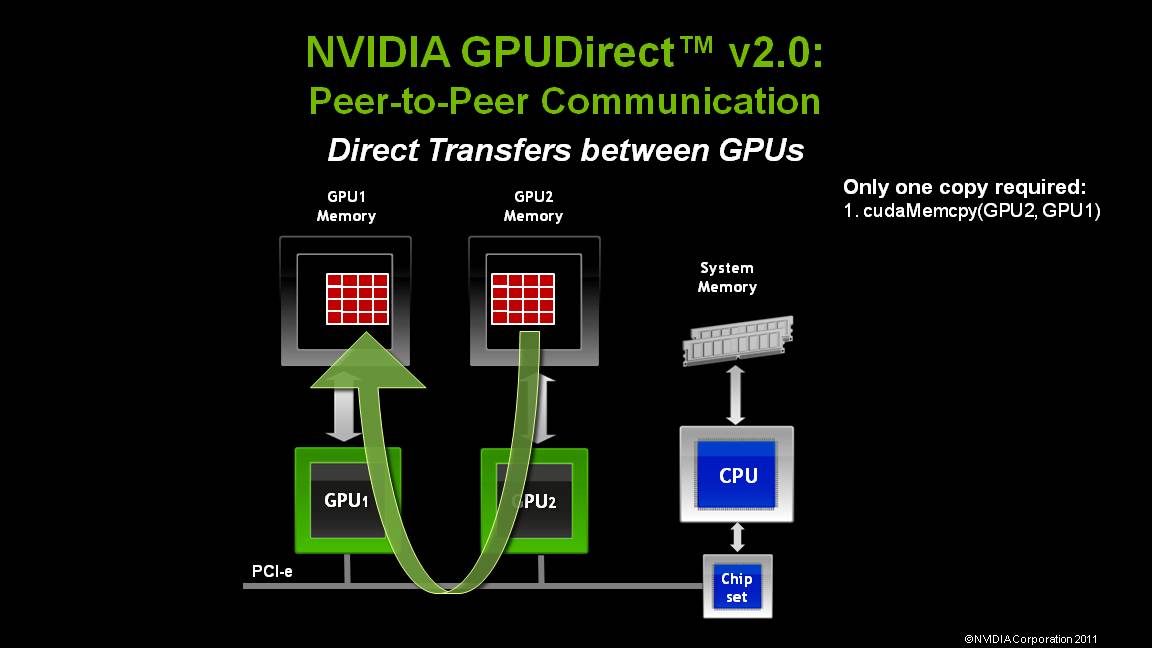 NVIDIA GPUDirect™ v2.0:
Peer-to-Peer Communication
Direct Transfers between GPUs
Only one copy required:
1. cudaMemcpy(GPU2, GPU1)
GPU1
Memory
GPU2
Memory
System
Memory
GPU1
GPU2
CPU
PCI-e
Chip
set
©NVIDIA Corporation 2011